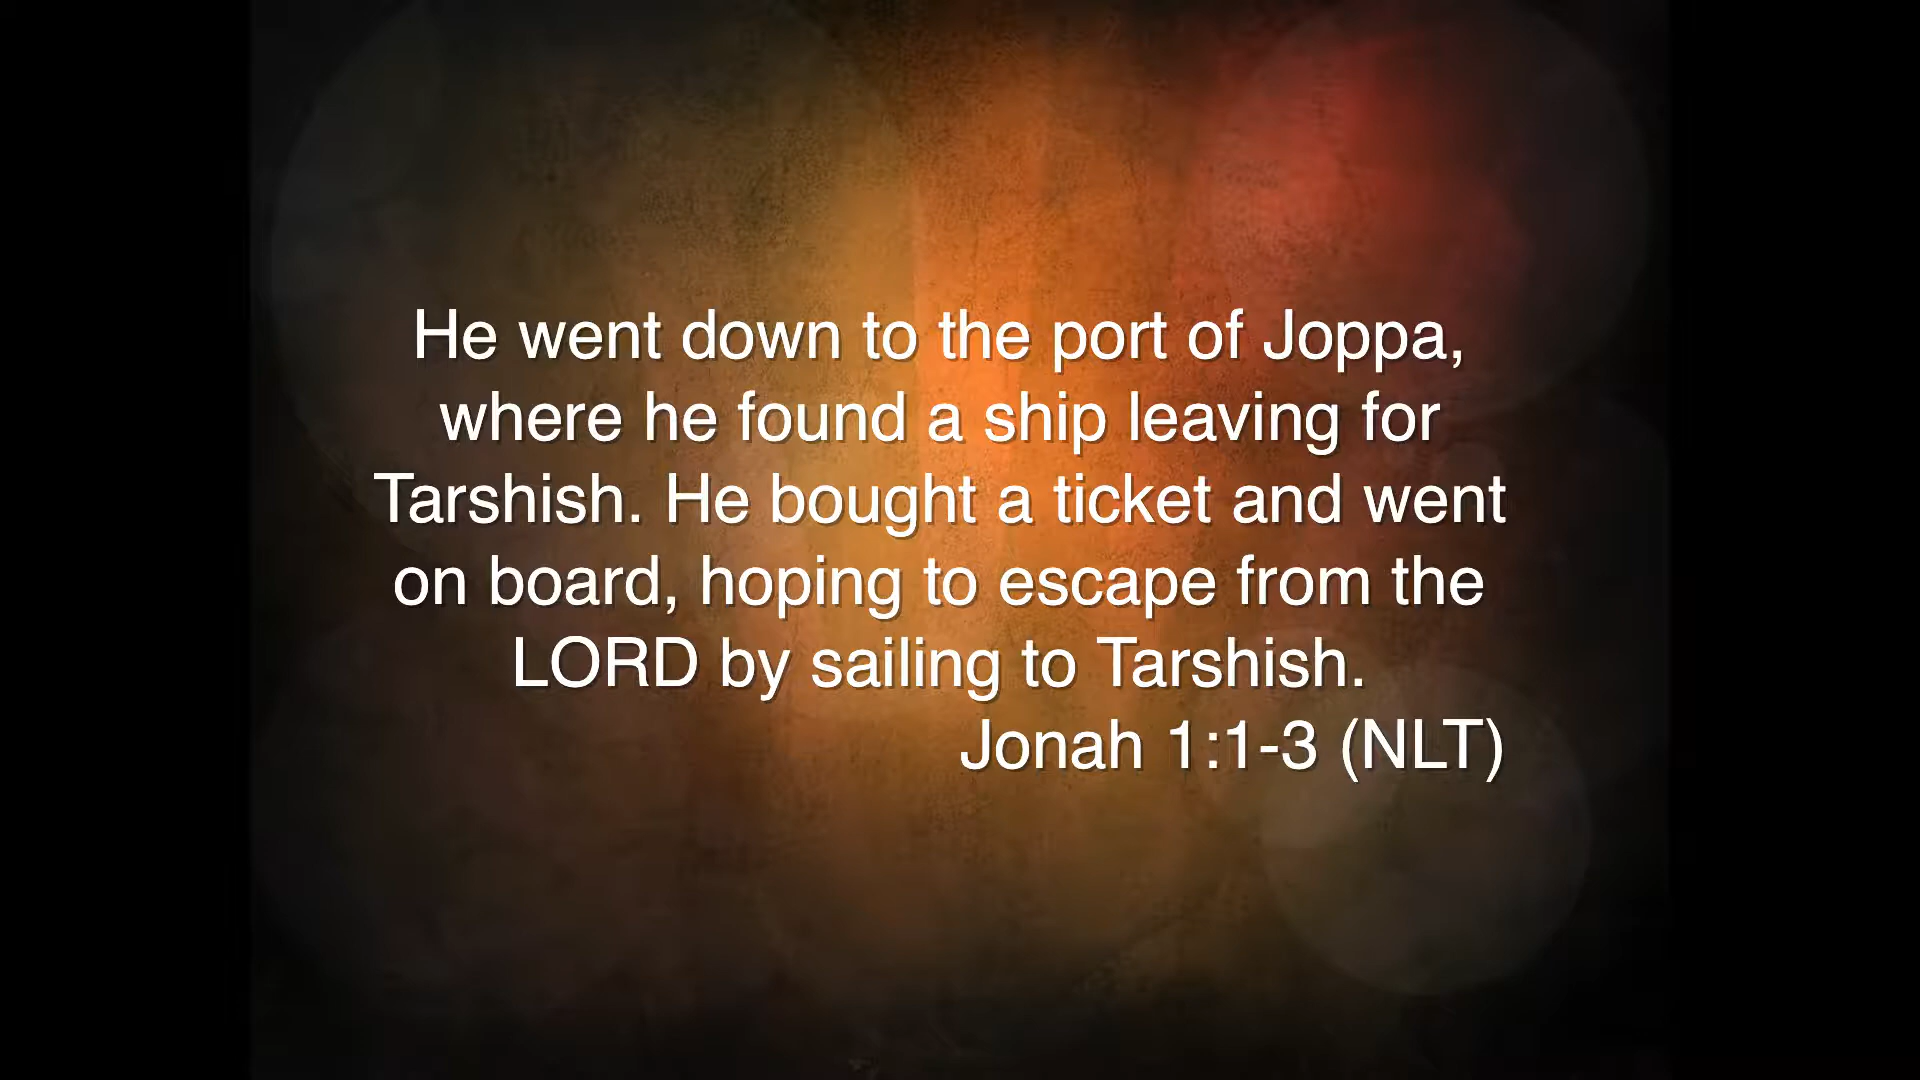 He went down to the port of Joppa,
where he found a ship leaving for
Tarshish. He bought a ticket and went
on board, hoping to escape from the
LORD by sailing to Tarshish.
Jonah 1:1-3 (NLT)